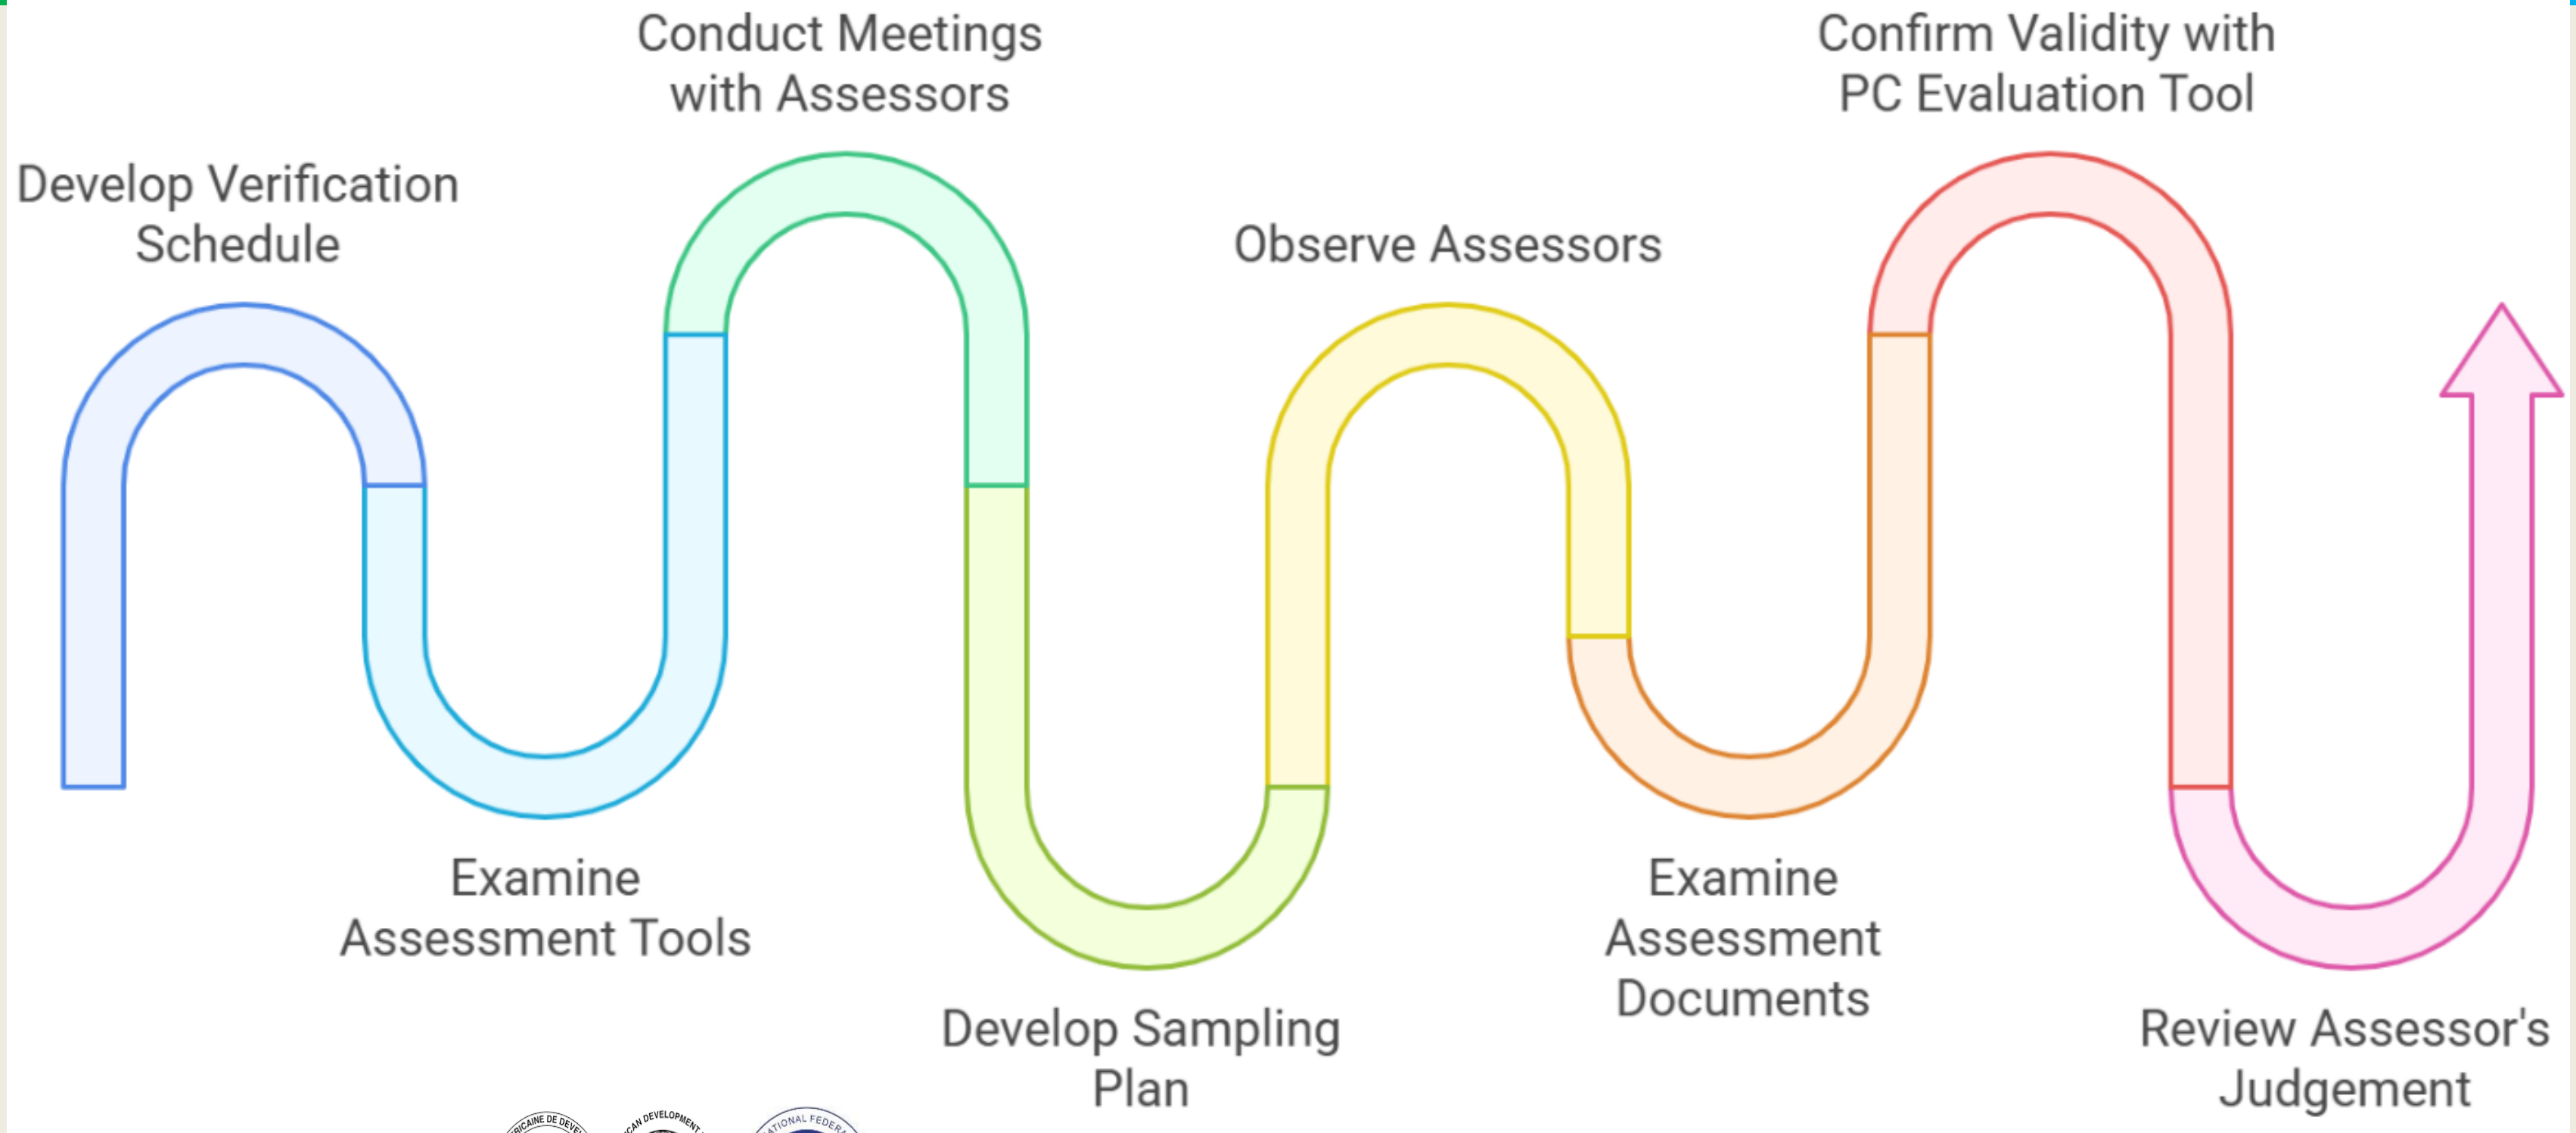 Develop Verification
Schedule
Examine
Assessment Tools
Conduct Meetings
with Assessors
Develop Sampling
Plan
Observe Assessors
Examine
Assessment
Documents
Confirm Validity with
PC Evaluation Tool
Review Assessor's
Judgement
DEVELOPMENT